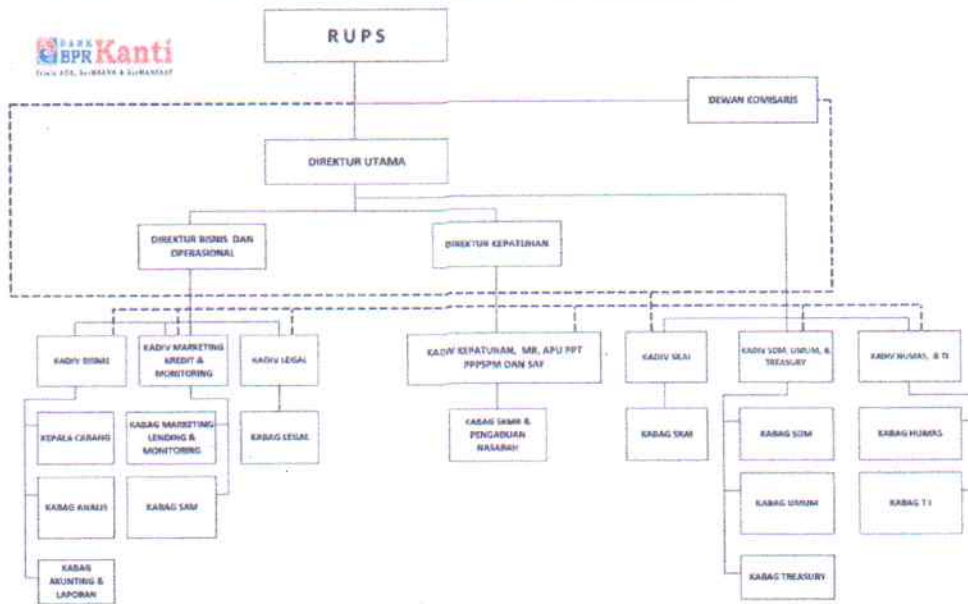 RUPS
BANK
BPR Kanti
DEWAN KOMISARIS
DIREKTUR UTAMA
DIREKTUR BISNIS DAN
OPERASIONAL
DIREKTUR KEPATUHAN
KADIV BISNIS
KADIV MARKETING
KREDIT &
MONITORING
KADIV LEGAL
KADIV KEPATUHAN, MR, APU PPT
PPPSPM DAN SAF
KADIV SKAI
KADIV SDM, UMUM, &
TREASURY
KADIV HUMAS, & TI
KEPALA CABANG
KABAG MARKETING
LENDING &
MONITORING
KABAG LEGAL
KABAG SKMR &
PENGADUAN
NASABAH
KABAG SKAI
KABAG SDM
KABAG HUMAS
KABAG ANALIS
KABAG SAM
KABAG UMUM
KABAG T I
KABAG
AKUNTING &
LAPORAN
KABAG TREASURY